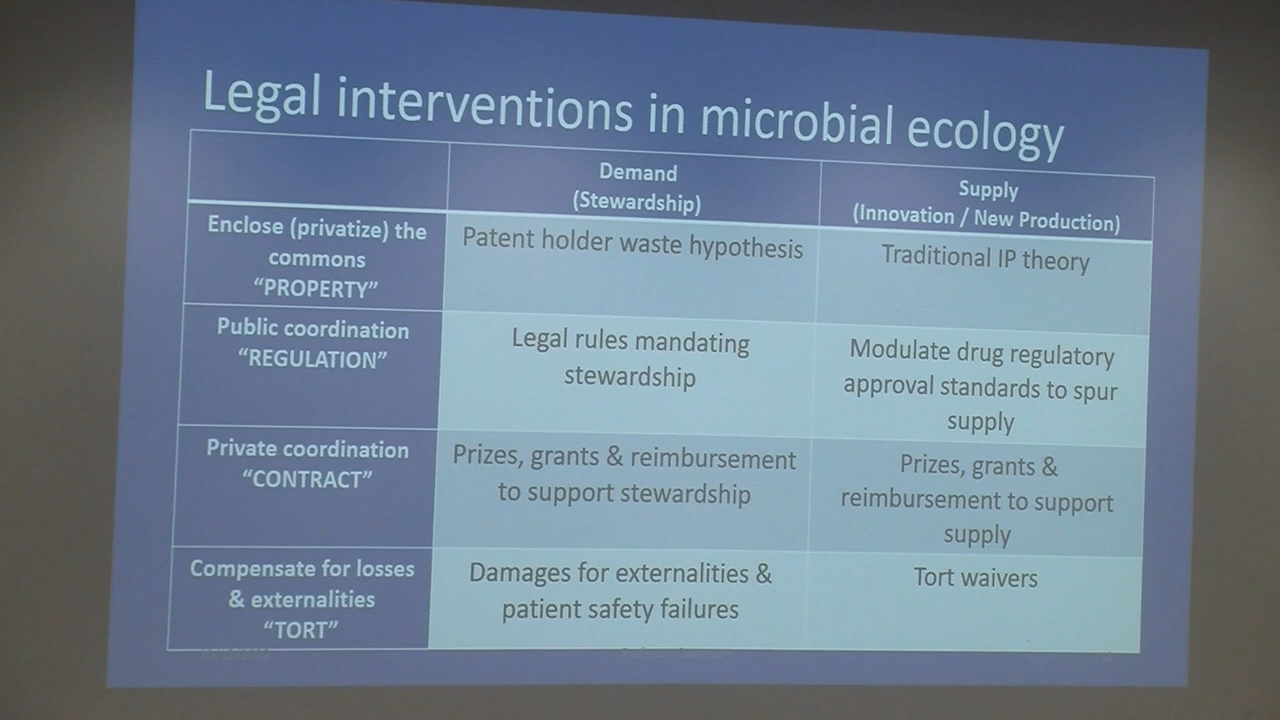 Legal interventions in microbial ecology
Demand
(Stewardship)
Supply
(Innovation / New Production)
Enclose (privatize) the
commons
“PROPERTY”
Patent holder waste hypothesis
Traditional IP theory
Public coordination
“REGULATION”
Legal rules mandating
stewardship
Modulate drug regulatory
approval standards to spur
supply
Private coordination
“CONTRACT”
Prizes, grants & reimbursement
to support stewardship
Prizes, grants &
reimbursement to support
supply
Compensate for losses
& externalities
“TORT”
Damages for externalities &
patient safety failures
Tort waivers